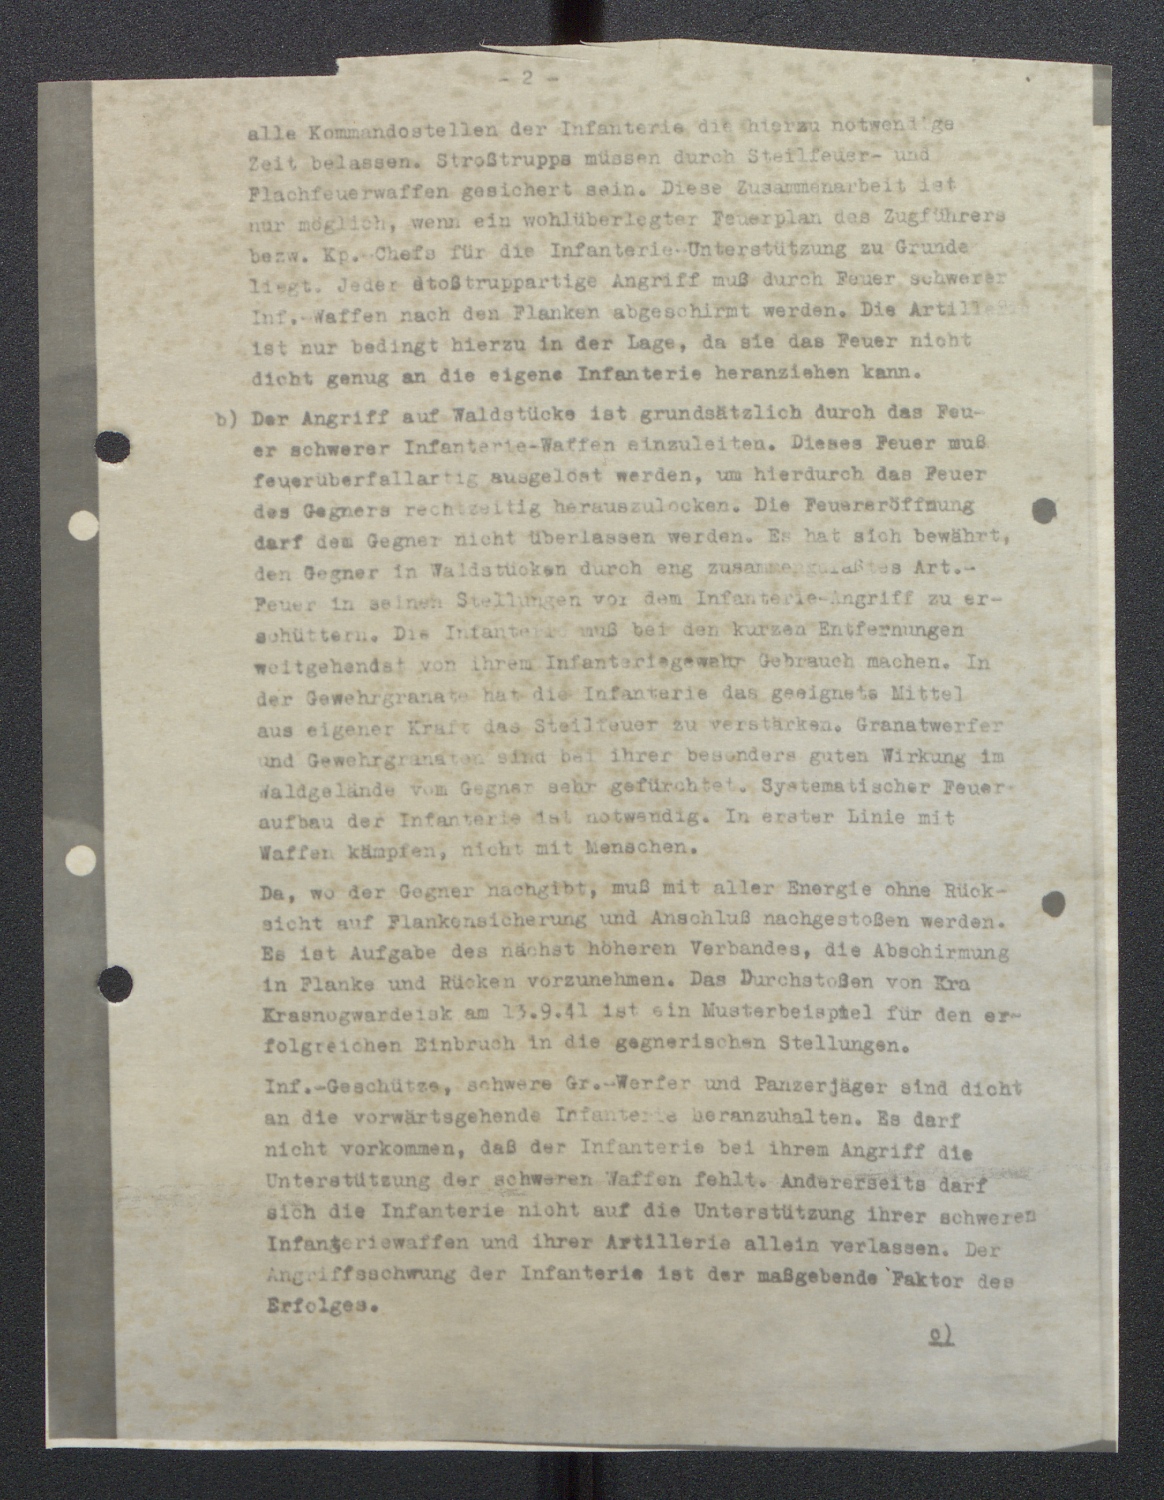 - 2 -
alle Kommandostellen der Infanterie die hierzu notwendige
Zeit belassen. Stroßtrupps müssen durch Steilfeuer- und
Flachfeuerwaffen gesichert sein. Diese Zusammenarbeit ist
nur möglich, wenn ein wohlüberlegter Feuerplan des Zugführers
bezw. Kp.-Chefs für die Infanterie-Unterstützung zu Grunde
liegt. Jeder stoßtruppartige Angriff muß durch Feuer schwerer
Inf.-Waffen nach den Flanken abgeschirmt werden. Die Artillerie
ist nur bedingt hierzu in der Lage, da sie das Feuer nicht
dicht genug an die eigene Infanterie heranziehen kann.
b) Der Angriff auf Waldstücke ist grundsätzlich durch das Feu-
er schwerer Infanterie-Waffen einzuleiten. Dieses Feuer muß
feuerüberfallartig ausgelöst werden, um hierdurch das Feuer
des Gegners rechtzeitig herauszulocken. Die Feuereröffnung
darf dem Gegner nicht überlassen werden. Es hat sich bewährt,
den Gegner in Waldstücken durch eng zusammengefaßtes Art.-
Feuer in seinen Stellungen vor dem Infanterie-Angriff zu er-
schüttern. Die Infanterie muß bei den kurzen Entfernungen
weitgehendst von ihrem Infanteriegewehr Gebrauch machen. In
der Gewehrgranate hat die Infanterie das geeignete Mittel
aus eigener Kraft das Steilfeuer zu verstärken. Granatwerfer
und Gewehrgranaten sind bei ihrer besonders guten Wirkung im
Waldgelände vom Gegner sehr gefürchtet. Systematischer Feuer-
aufbau der Infanterie ist notwendig. In erster Linie mit
Waffen kämpfen, nicht mit Menschen.
Da, wo der Gegner nachgibt, muß mit aller Energie ohne Rück-
sicht auf Flankensicherung und Anschluß nachgestoßen werden.
Es ist Aufgabe des nächst höheren Verbandes, die Abschirmung
in Flanke und Rücken vorzunehmen. Das Durchstoßen von Kra
Krasnogwardeisk am 13.9.41 ist ein Musterbeispiel für den er-
folgreichen Einbruch in die gegnerischen Stellungen.
Inf.-Geschütze, schwere Gr.-Werfer und Panzerjäger sind dicht
an die vorwärtsgehende Infanterie heranzuhalten. Es darf
nicht vorkommen, daß der Infanterie bei ihrem Angriff die
Unterstützung der schweren Waffen fehlt. Andererseits darf
sich die Infanterie nicht auf die Unterstützung ihrer schweren
Infanteriewaffen und ihrer Artillerie allein verlassen. Der
Angriffsschwung der Infanterie ist der maßgebende Faktor des
Erfolges.
c)